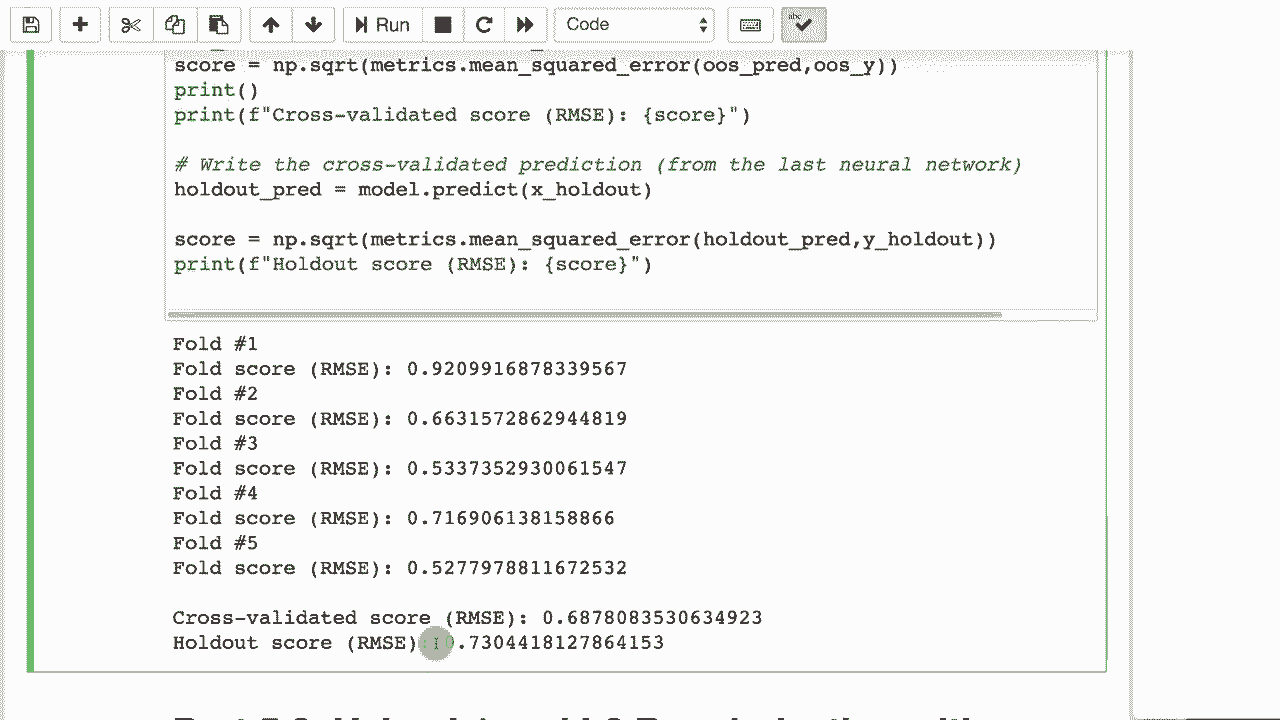 Run
Code
abc
score = np.sqrt(metrics.mean_squared_error(oos_pred,oos_y))
print()
print(f"Cross-validated score (RMSE): {score}")
# Write the cross-validated prediction (from the last neural network)
holdout_pred = model.predict(x_holdout)
score = np.sqrt(metrics.mean_squared_error(holdout_pred,y_holdout))
print(f"Holdout score (RMSE): {score}")
Fold #1
Fold score (RMSE): 0.9209916878339567
Fold #2
Fold score (RMSE): 0.6631572862944819
Fold #3
Fold score (RMSE): 0.5337352930061547
Fold #4
Fold score (RMSE): 0.716906138158866
Fold #5
Fold score (RMSE): 0.5277978811672532
Cross-validated score (RMSE): 0.6878083530634923
Holdout score (RMSE): 0.7304418127864153